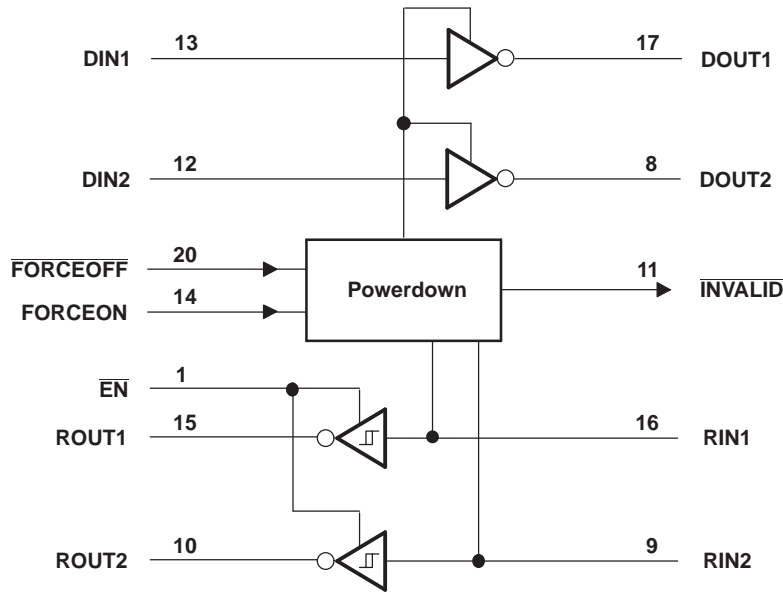 DIN1 13 17 DOUT1
DIN2 12 8 DOUT2
FORCEOFF 20
Powerdown
11 INVALID
FORCEON 14
EN 1
ROUT1 15 16 RIN1
ROUT2 10 9 RIN2